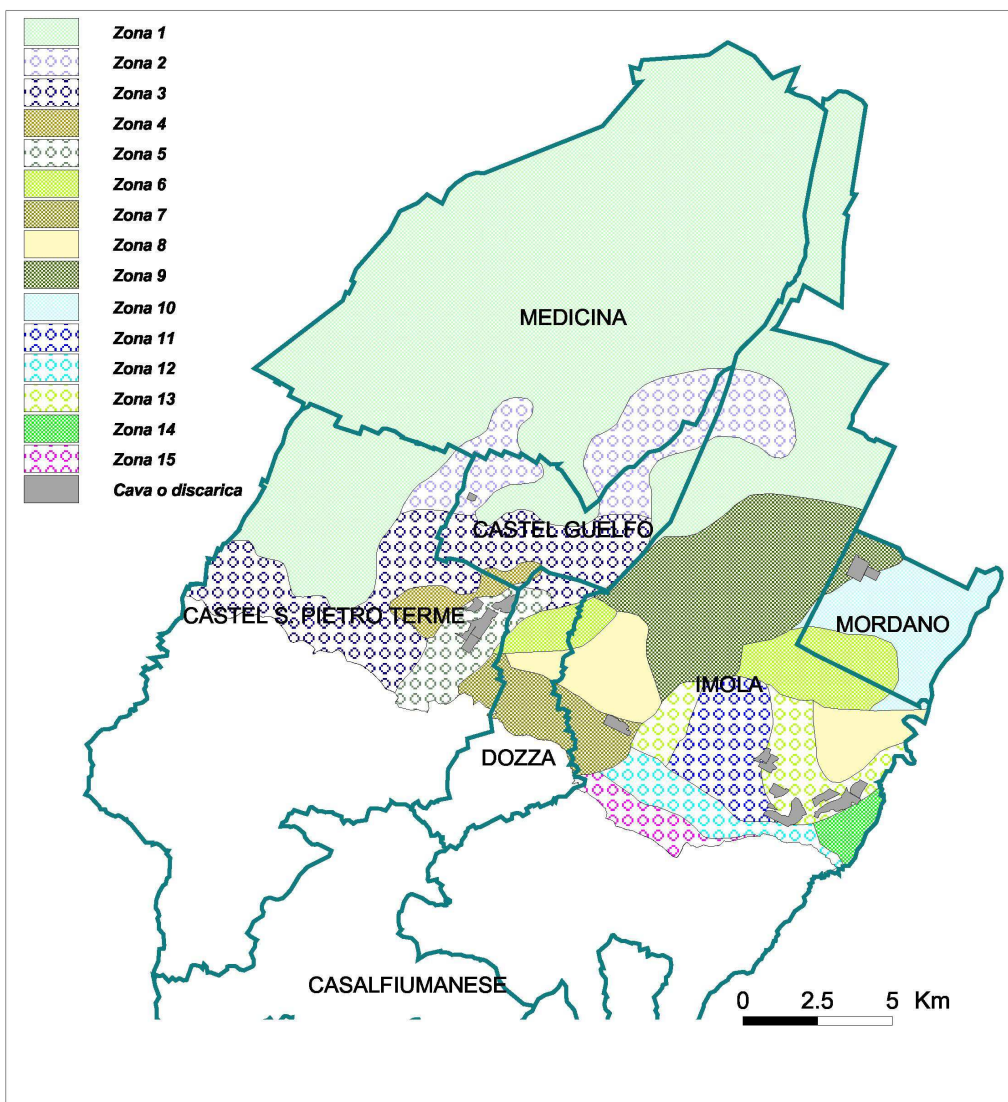 Zona 1
Zona 2
Zona 3
Zona 4
Zona 5
Zona 6
Zona 7
Zona 8
Zona 9
Zona 10
Zona 11
Zona 12
Zona 13
Zona 14
Zona 15
Cava o discarica
MEDICINA
CASTEL GUELFO
CASTEL S. PIETRO TERME
MORDANO
IMOLA
DOZZA
CASALFIUMANESE
0 2.5 5 Km